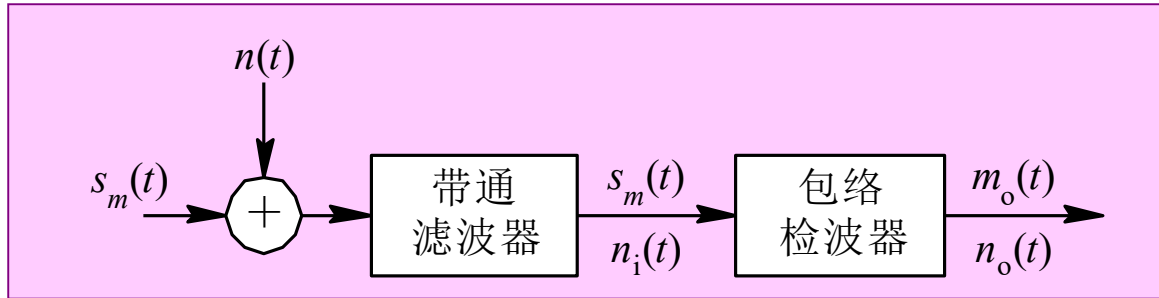 n(t)
s_m(t)
+
带通
滤波器
s_m(t)
n_i(t)
包络
检波器
m_o(t)
n_o(t)